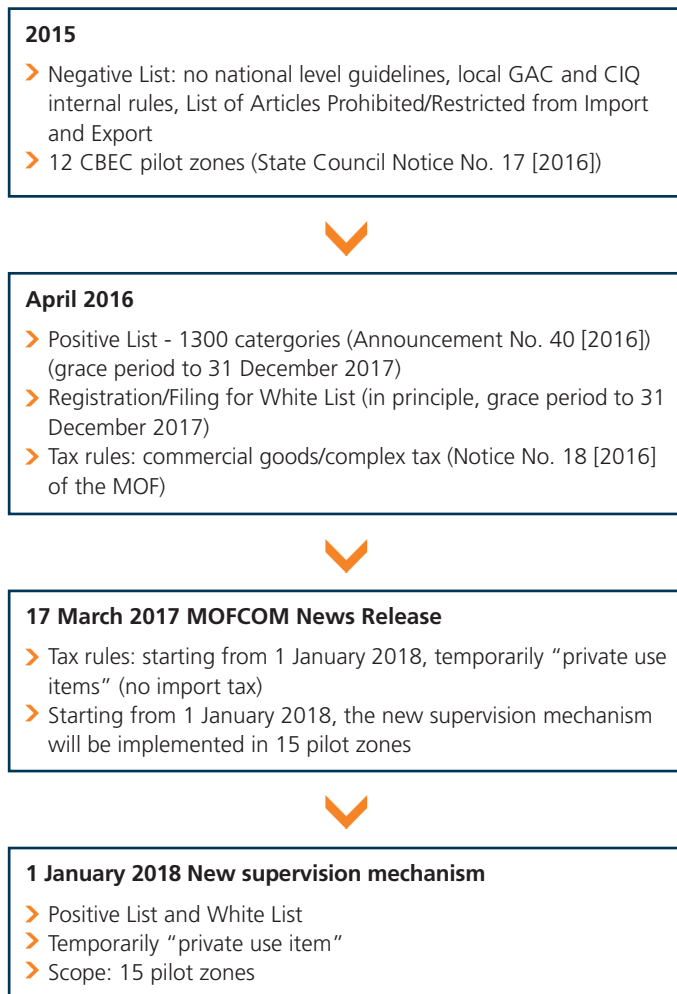 2015
Negative List: no national level guidelines, local GAC and CIQ
internal rules, List of Articles Prohibited/Restricted from Import
and Export
12 CBEC pilot zones (State Council Notice No. 17 [2016])
April 2016
Positive List - 1300 catergories (Announcement No. 40 [2016])
(grace period to 31 December 2017)
Registration/Filing for White List (in principle, grace period to 31
December 2017)
Tax rules: commercial goods/complex tax (Notice No. 18 [2016]
of the MOF)
17 March 2017 MOFCOM News Release
Tax rules: starting from 1 January 2018, temporarily “private use
items” (no import tax)
Starting from 1 January 2018, the new supervision mechanism
will be implemented in 15 pilot zones
1 January 2018 New supervision mechanism
Positive List and White List
Temporarily “private use item”
Scope: 15 pilot zones